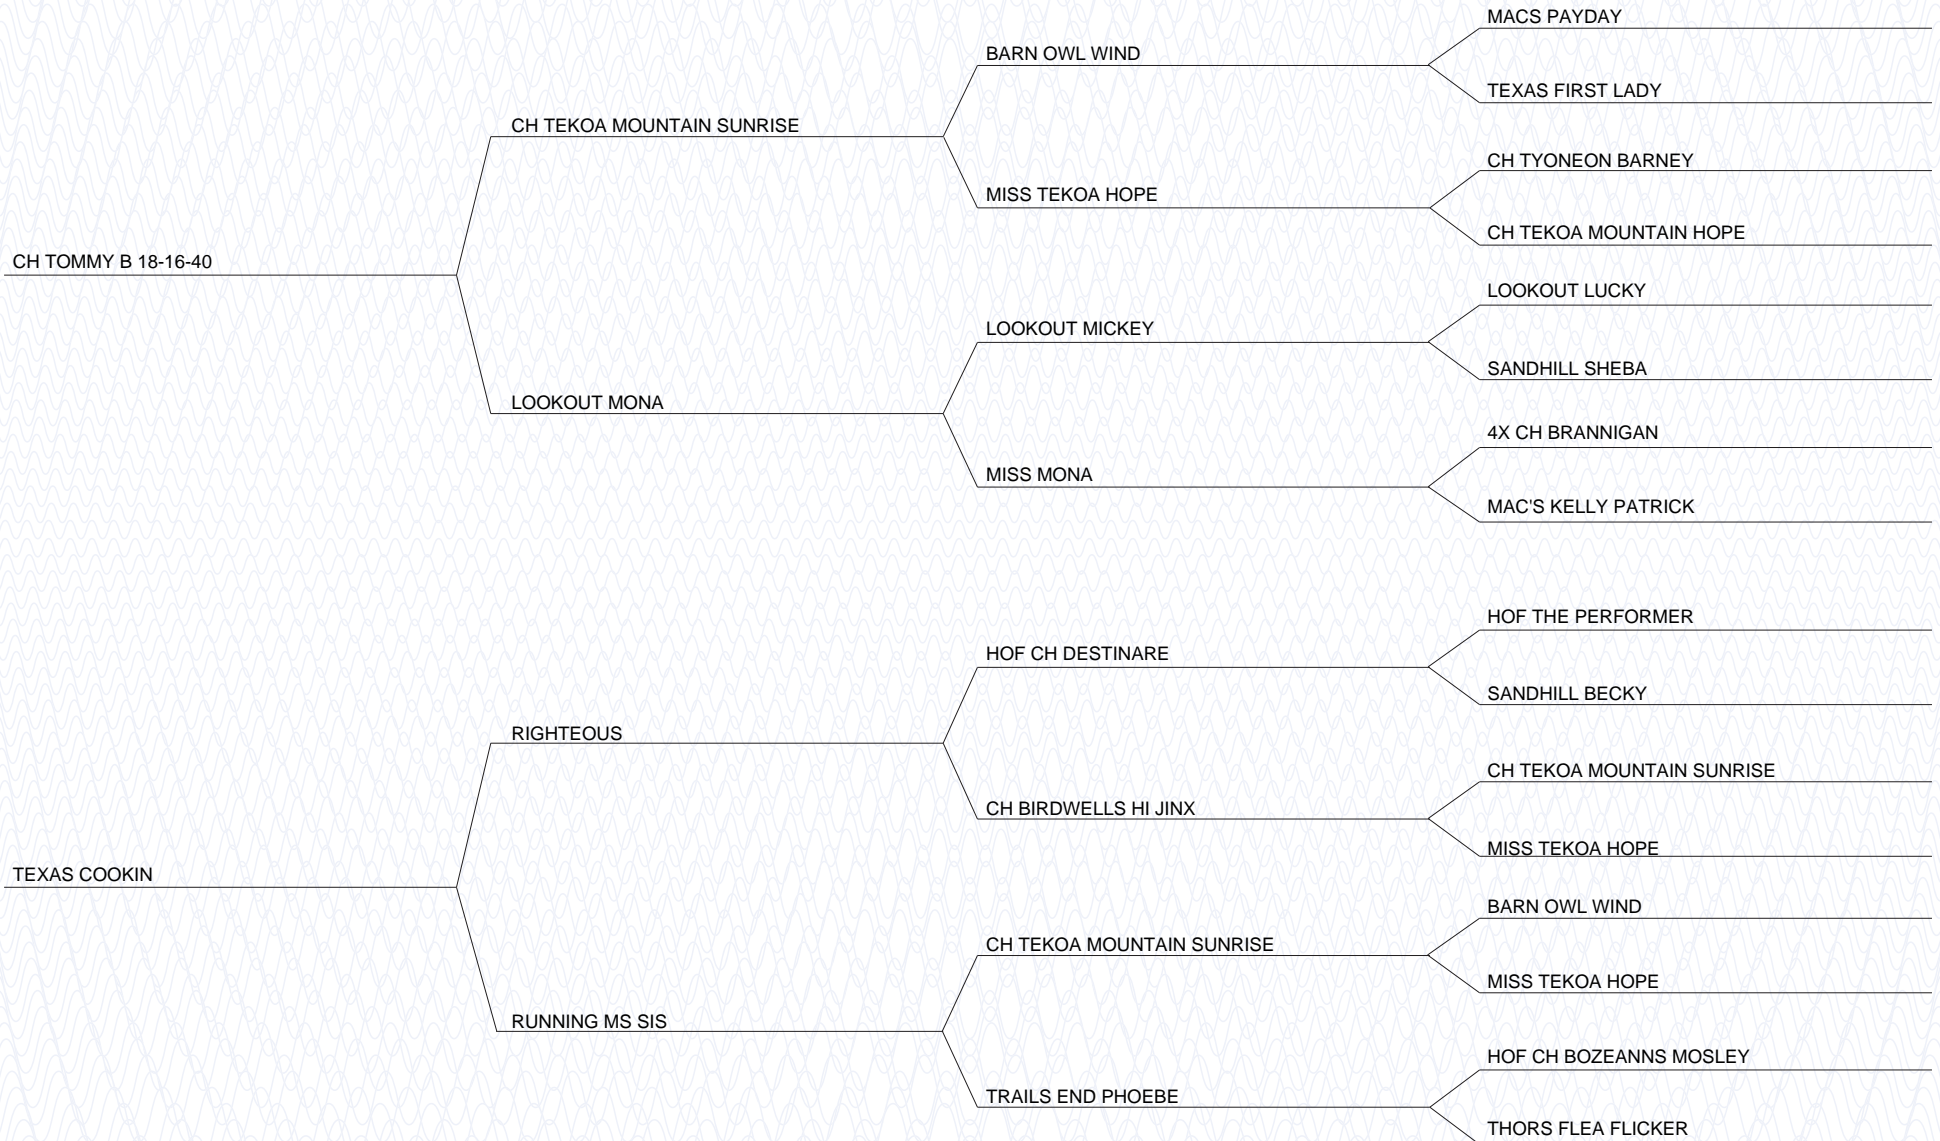 MACS PAYDAY
BARN OWL WIND
TEXAS FIRST LADY
CH TEKOA MOUNTAIN SUNRISE
CH TYONEON BARNEY
MISS TEKOA HOPE
CH TEKOA MOUNTAIN HOPE
CH TOMMY B 18-16-40
LOOKOUT LUCKY
LOOKOUT MICKEY
SANDHILL SHEBA
LOOKOUT MONA
4X CH BRANNIGAN
MISS MONA
MAC'S KELLY PATRICK
HOF THE PERFORMER
HOF CH DESTINARE
SANDHILL BECKY
RIGHTEOUS
CH TEKOA MOUNTAIN SUNRISE
CH BIRDWELLS HI JINX
MISS TEKOA HOPE
TEXAS COOKIN
BARN OWL WIND
CH TEKOA MOUNTAIN SUNRISE
MISS TEKOA HOPE
RUNNING MS SIS
HOF CH BOZEANNS MOSLEY
TRAILS END PHOEBE
THORS FLEA FLICKER